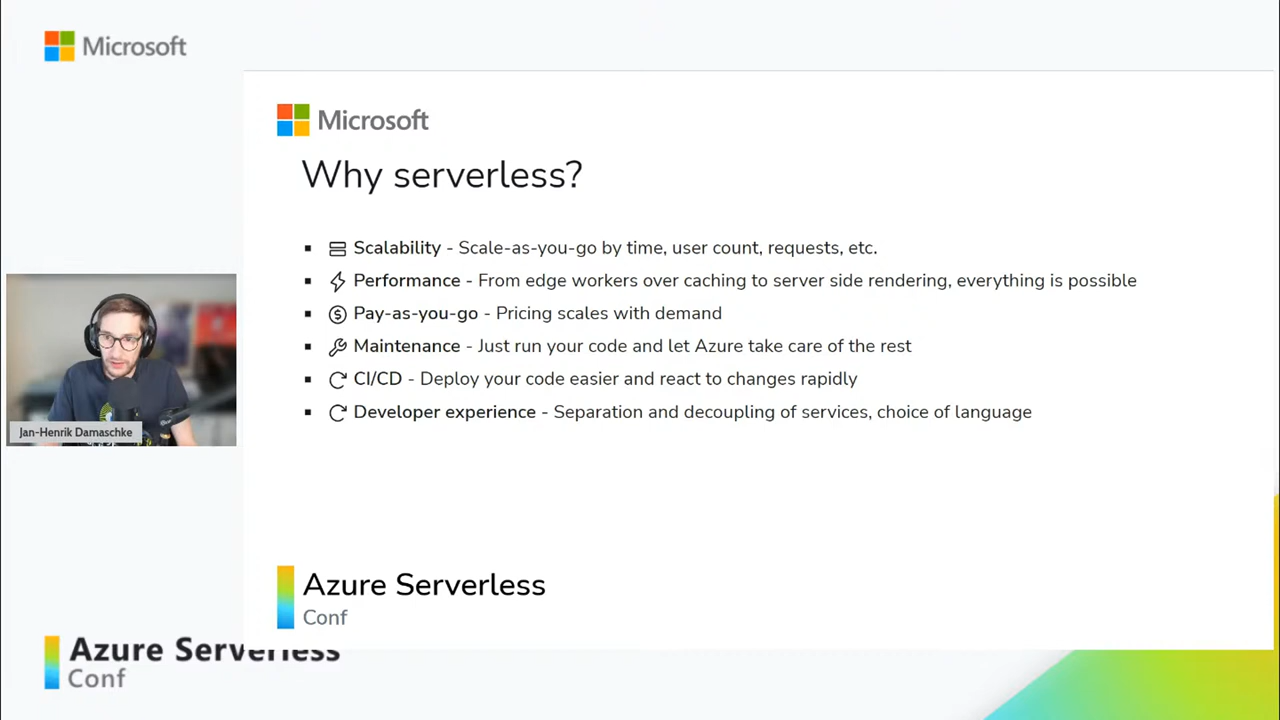 Microsoft
Microsoft
Why serverless?
Scalability - Scale-as-you-go by time, user count, requests, etc.
Performance - From edge workers over caching to server side rendering, everything is possible
Pay-as-you-go - Pricing scales with demand
Maintenance - Just run your code and let Azure take care of the rest
CI/CD - Deploy your code easier and react to changes rapidly
Developer experience - Separation and decoupling of services, choice of language
Jan-Henrik Damaschke
Azure Serverless
Conf
Azure Serverless
Conf